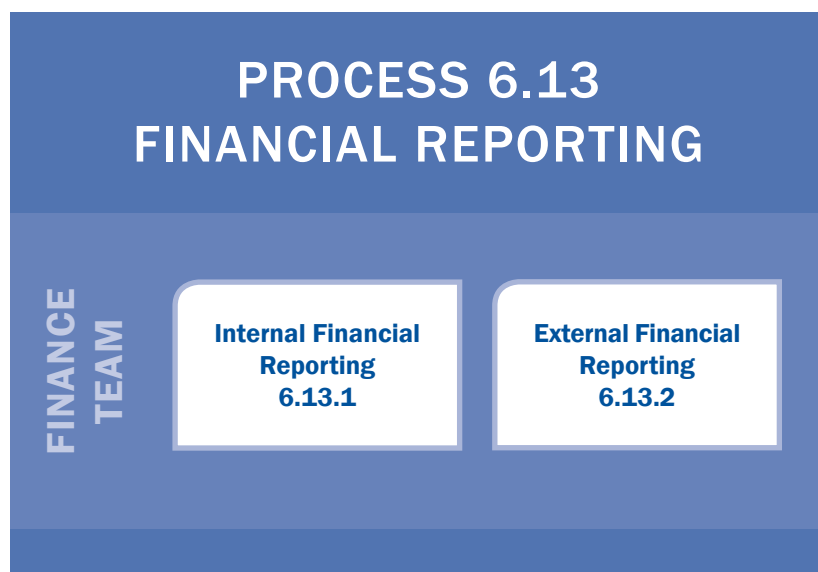 PROCESS 6.13
FINANCIAL REPORTING
FINANCE
TEAM
Internal Financial
Reporting
6.13.1
External Financial
Reporting
6.13.2